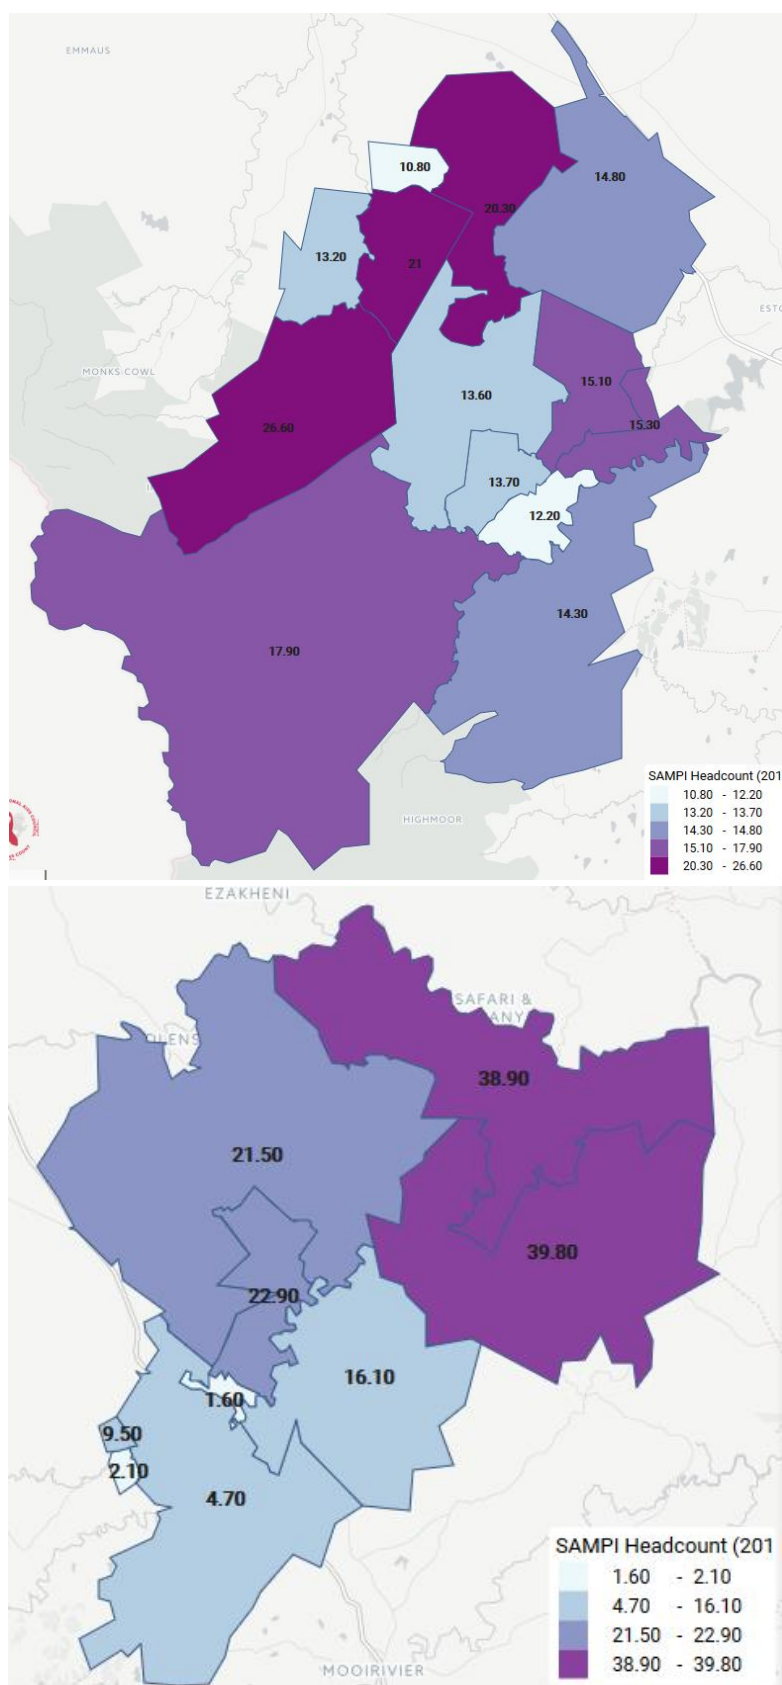 EMMAUS
10.80
14.80
20.30
13.20
21
MONKS COWL
13.60
15.10
26.60
15.30
13.70
12.20
14.30
17.90
HIGHMOOR
SAMPI Headcount (201
10.80 - 12.20
13.20 - 13.70
14.30 - 14.80
15.10 - 17.90
20.30 - 26.60
EZAKHENI
SAFARI &
38.90
21.50
39.80
22.90
16.10
1.60
9.50
2.10
4.70
MOOIRIVIER
SAMPI Headcount (201
1.60 - 2.10
4.70 - 16.10
21.50 - 22.90
38.90 - 39.80